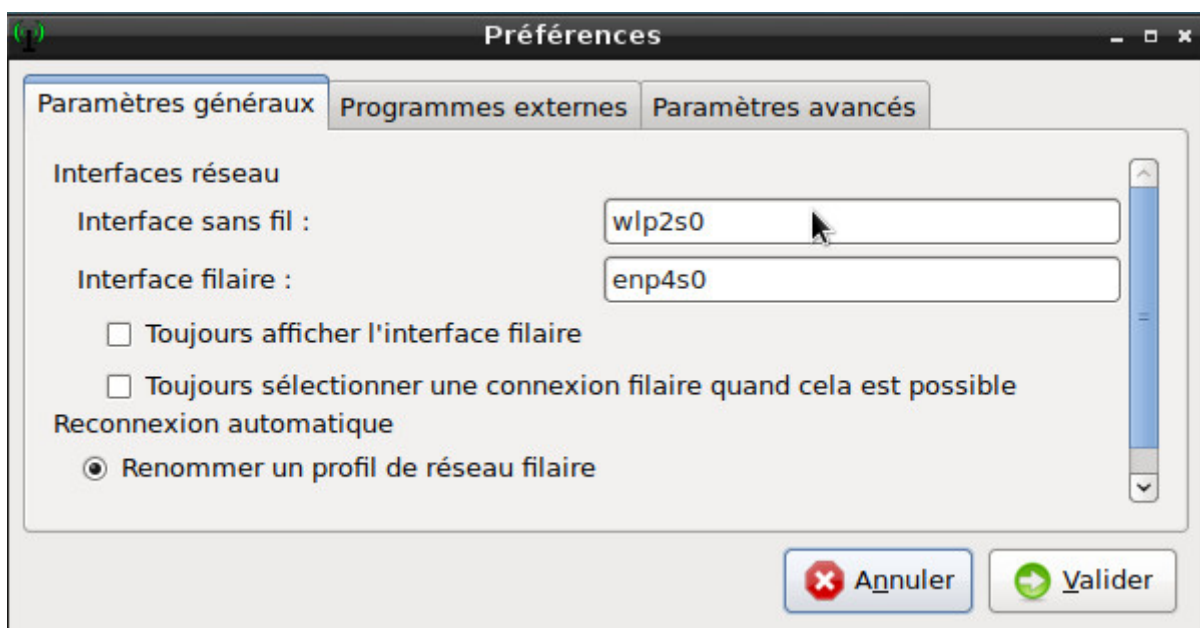 Préférences
Paramètres généraux Programmes externes Paramètres avancés
Interfaces réseau
Interface sans fil : wlp2s0
Interface filaire : enp4s0
Toujours afficher l'interface filaire
Toujours sélectionner une connexion filaire quand cela est possible
Reconnexion automatique
Renommer un profil de réseau filaire
Annuler Valider